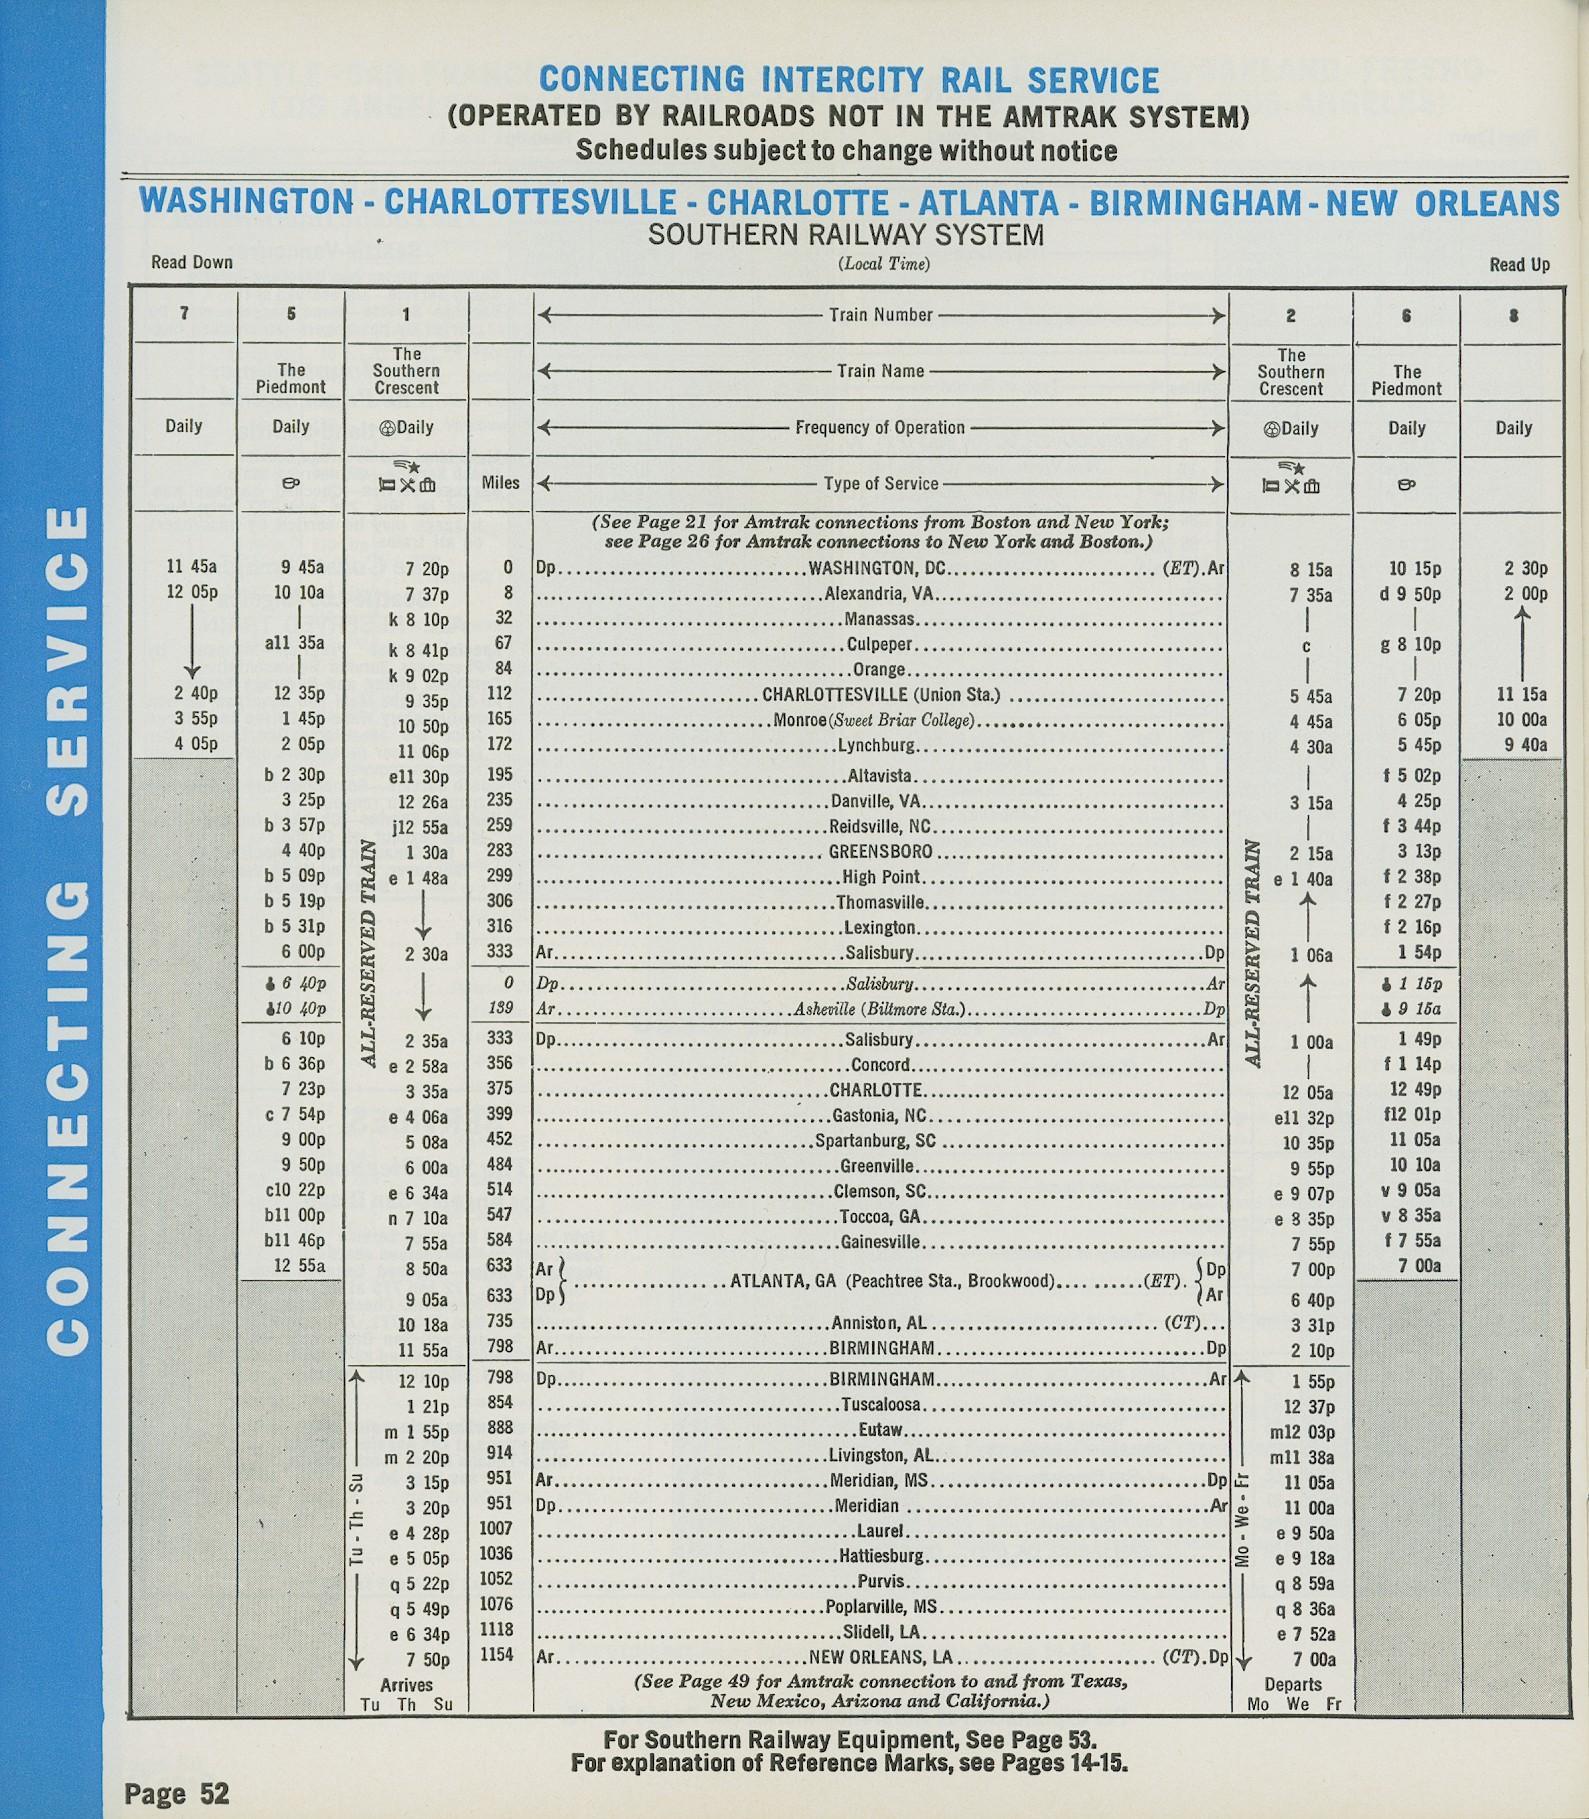 CONNECTING INTERCITY RAIL SERVICE
(OPERATED BY RAILROADS NOT IN THE AMTRAK SYSTEM)
Schedules subject to change without notice
WASHINGTON - CHARLOTTESVILLE - CHARLOTTE - ATLANTA - BIRMINGHAM - NEW ORLEANS
SOUTHERN RAILWAY SYSTEM
Read Down (Local Time) Read Up
7 5 1 Train Number 2 6 8
The Piedmont The Southern Crescent Train Name The Southern Crescent The Piedmont
Daily Daily Daily Frequency of Operation Daily Daily Daily
Miles Type of Service
(See Page 21 for Amtrak connections from Boston and New York;
see Page 26 for Amtrak connections to New York and Boston.)
11 45a 9 45a 7 20p 0 Dp WASHINGTON, DC (ET). Ar 8 15a 10 15p 2 30p
12 05p 10 10a 7 37p 8 Alexandria, VA 7 35a d 9 50p 2 00p
k 8 10p 32 Manassas
a11 35a k 8 41p 67 Culpeper c g 8 10p
k 9 02p 84 Orange
2 40p 12 35p 9 35p 112 CHARLOTTESVILLE (Union Sta.) 5 45a 7 20p 11 15a
3 55p 1 45p 10 50p 165 Monroe (Sweet Briar College) 4 45a 6 05p 10 00a
4 05p 2 05p 11 06p 172 Lynchburg 4 30a 5 45p 9 40a
b 2 30p e11 30p 195 Altavista f 5 02p
3 25p 12 26a 235 Danville, VA 3 15a 4 25p
b 3 57p j12 55a 259 Reidsville, NC f 3 44p
4 40p 1 30a 283 GREENSBORO 2 15a 3 13p
b 5 09p e 1 48a 299 High Point e 1 40a f 2 38p
b 5 19p 306 Thomasville f 2 27p
b 5 31p 316 Lexington f 2 16p
6 00p 2 30a 333 Ar Salisbury Dp 1 06a 1 54p
6 40p 0 Dp Salisbury Ar 1 15p
10 40p 139 Ar Asheville (Biltmore Sta.) Dp 9 15a
6 10p 2 35a 333 Dp Salisbury Ar 1 00a 1 49p
b 6 36p e 2 58a 356 Concord f 1 14p
7 23p 3 35a 375 CHARLOTTE 12 05a 12 49p
c 7 54p e 4 06a 399 Gastonia, NC e11 32p f12 01p
9 00p 5 08a 452 Spartanburg, SC 10 35p 11 05a
9 50p 6 00a 484 Greenville 9 55p 10 10a
c10 22p e 6 34a 514 Clemson, SC e 9 07p v 9 05a
b11 00p n 7 10a 547 Toccoa, GA e 8 35p v 8 35a
b11 46p 7 55a 584 Gainesville 7 55p f 7 55a
12 55a 8 50a 633 Ar ATLANTA, GA (Peachtree Sta., Brookwood) (ET). Dp 7 00p 7 00a
9 05a 633 Dp Ar 6 40p
10 18a 735 Anniston, AL (CT) 3 31p
11 55a 798 Ar BIRMINGHAM Dp 2 10p
12 10p 798 Dp BIRMINGHAM Ar 1 55p
1 21p 854 Tuscaloosa 12 37p
m 1 55p 888 Eutaw m12 03p
m 2 20p 914 Livingston, AL m11 38a
3 15p 951 Ar Meridian, MS Dp 11 05a
3 20p 951 Dp Meridian Ar 11 00a
e 4 28p 1007 Laurel e 9 50a
e 5 05p 1036 Hattiesburg e 9 18a
q 5 22p 1052 Purvis q 8 59a
q 5 49p 1076 Poplarville, MS q 8 36a
e 6 34p 1118 Slidell, LA e 7 52a
7 50p 1154 Ar NEW ORLEANS, LA (CT). Dp 7 00a
Arrives (See Page 49 for Amtrak connection to and from Texas, Departs
Tu Th Su New Mexico, Arizona and California.) Mo We Fr
ALL-RESERVED TRAIN
ALL-RESERVED TRAIN
Tu - Th - Su
Mo - We - Fr
For Southern Railway Equipment, See Page 53.
For explanation of Reference Marks, see Pages 14-15.
Page 52
CONNECTING SERVICE